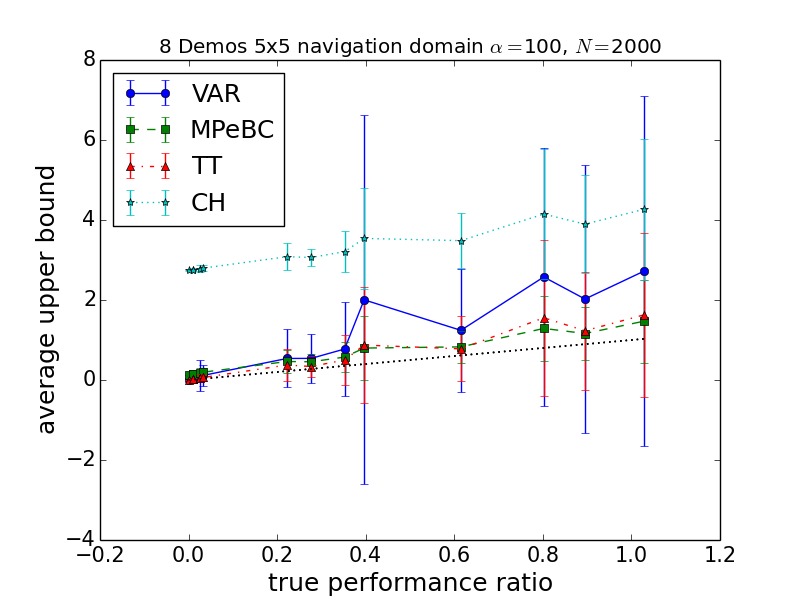 8 Demos 5x5 navigation domain α=100, N=2000
8
6
4
2
0
−2
−4
average upper bound
VAR
MPeBC
TT
CH
−0.2 0.0 0.2 0.4 0.6 0.8 1.0 1.2
true performance ratio